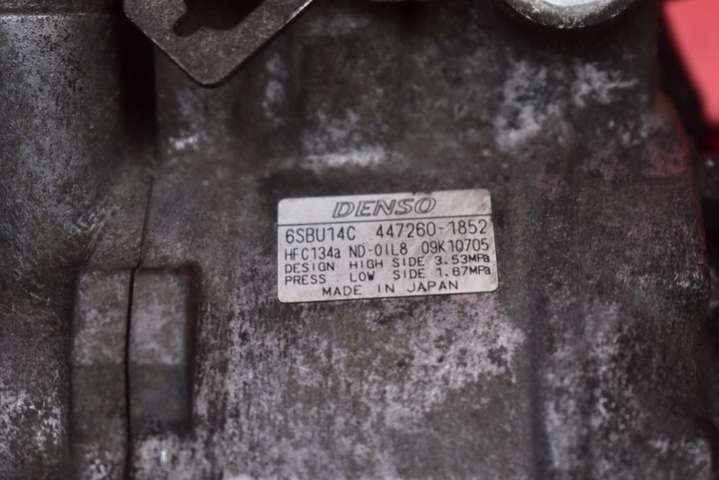 DENSO
6SBU14C 447260-1852
HFC134a ND-OIL8 09K10705
DESIGN HIGH SIDE 3.53MPa
PRESS LOW SIDE 1.67MPa
MADE IN JAPAN